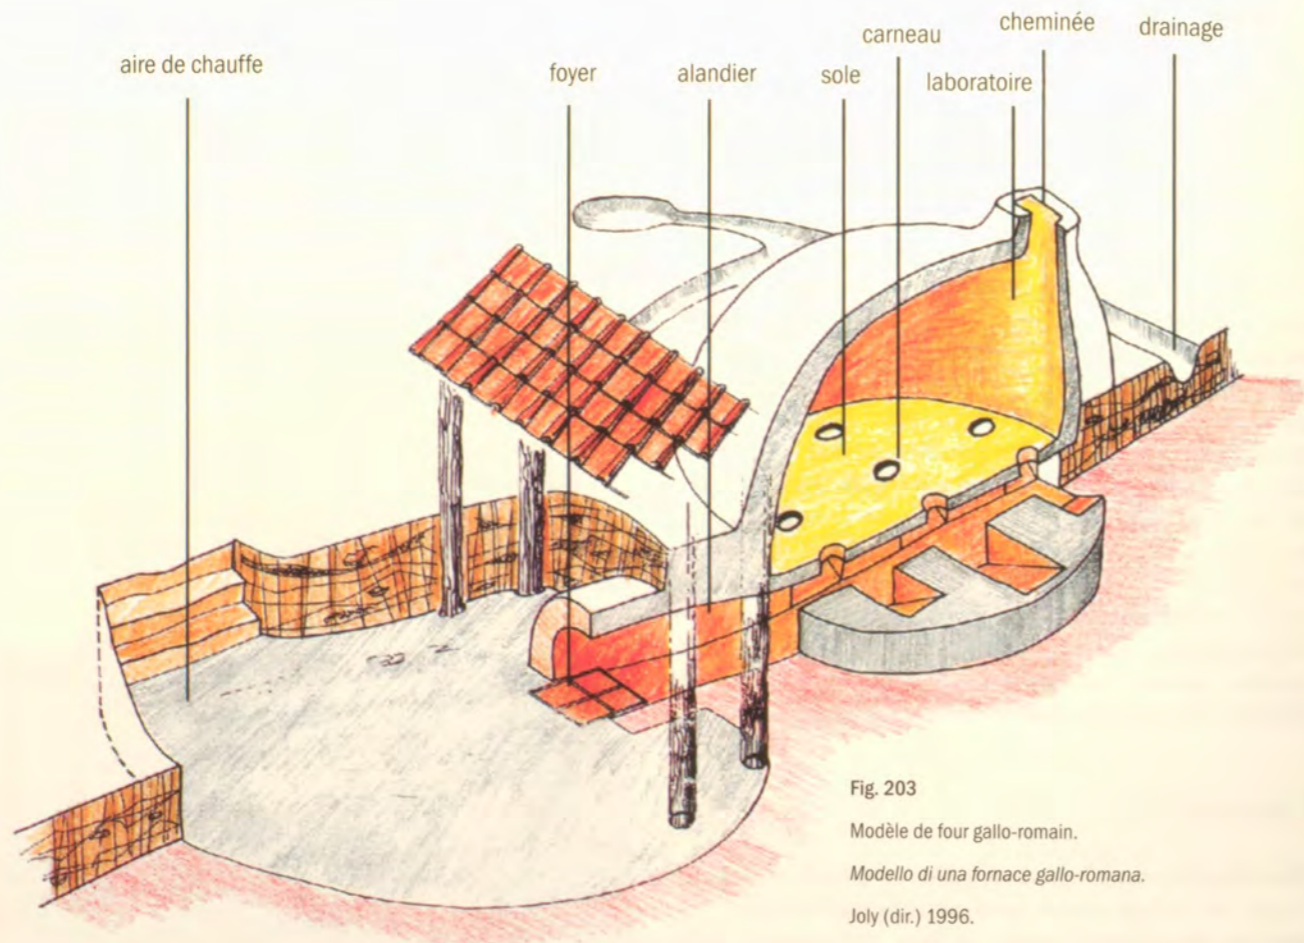 aire de chauffe
foyer
alandier
sole
carneau
laboratoire
cheminée
drainage
Fig. 203
Modèle de four gallo-romain.
Modello di una fornace gallo-romana.
Joly (dir.) 1996.